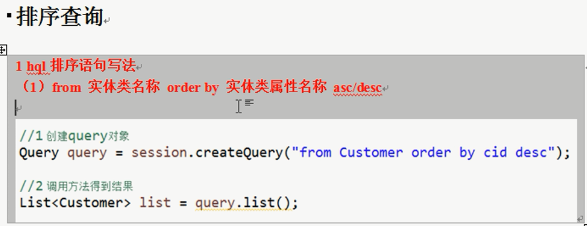 排序查询
1 hql 排序语句写法
（1）from 实体类名称 order by 实体类属性名称 asc/desc
//1 创建query对象
Query query = session.createQuery("from Customer order by cid desc");
//2 调用方法得到结果
List<Customer> list = query.list();